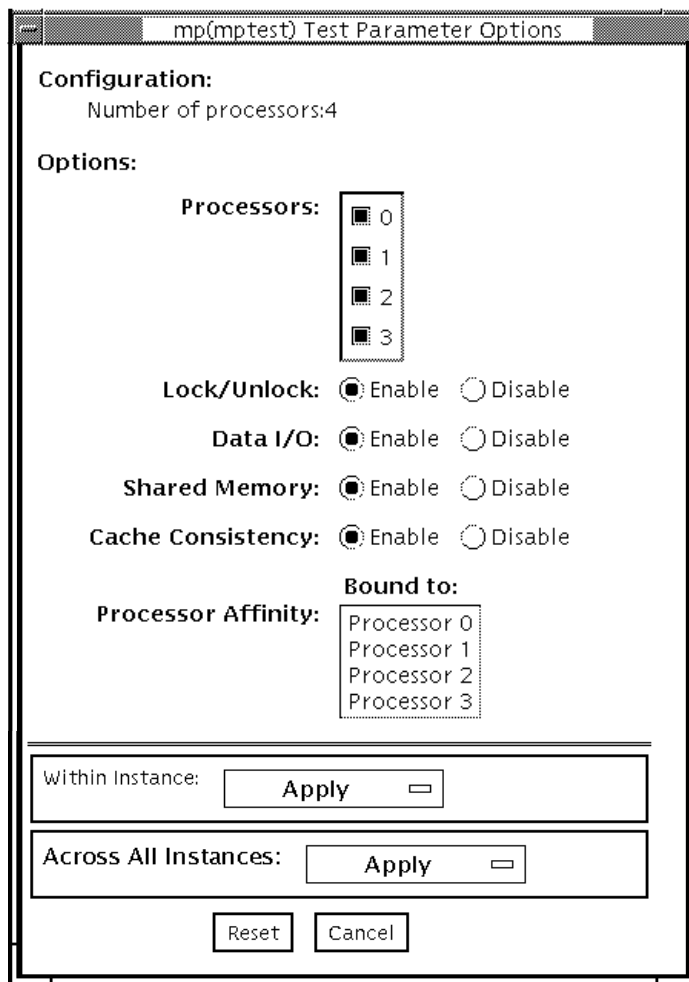 mp(mptest) Test Parameter Options
Configuration:
Number of processors:4
Options:
Processors:
0
1
2
3
Lock/Unlock: Enable Disable
Data I/O: Enable Disable
Shared Memory: Enable Disable
Cache Consistency: Enable Disable
Bound to:
Processor Affinity:
Processor 0
Processor 1
Processor 2
Processor 3
Within Instance: Apply
Across All Instances: Apply
Reset Cancel